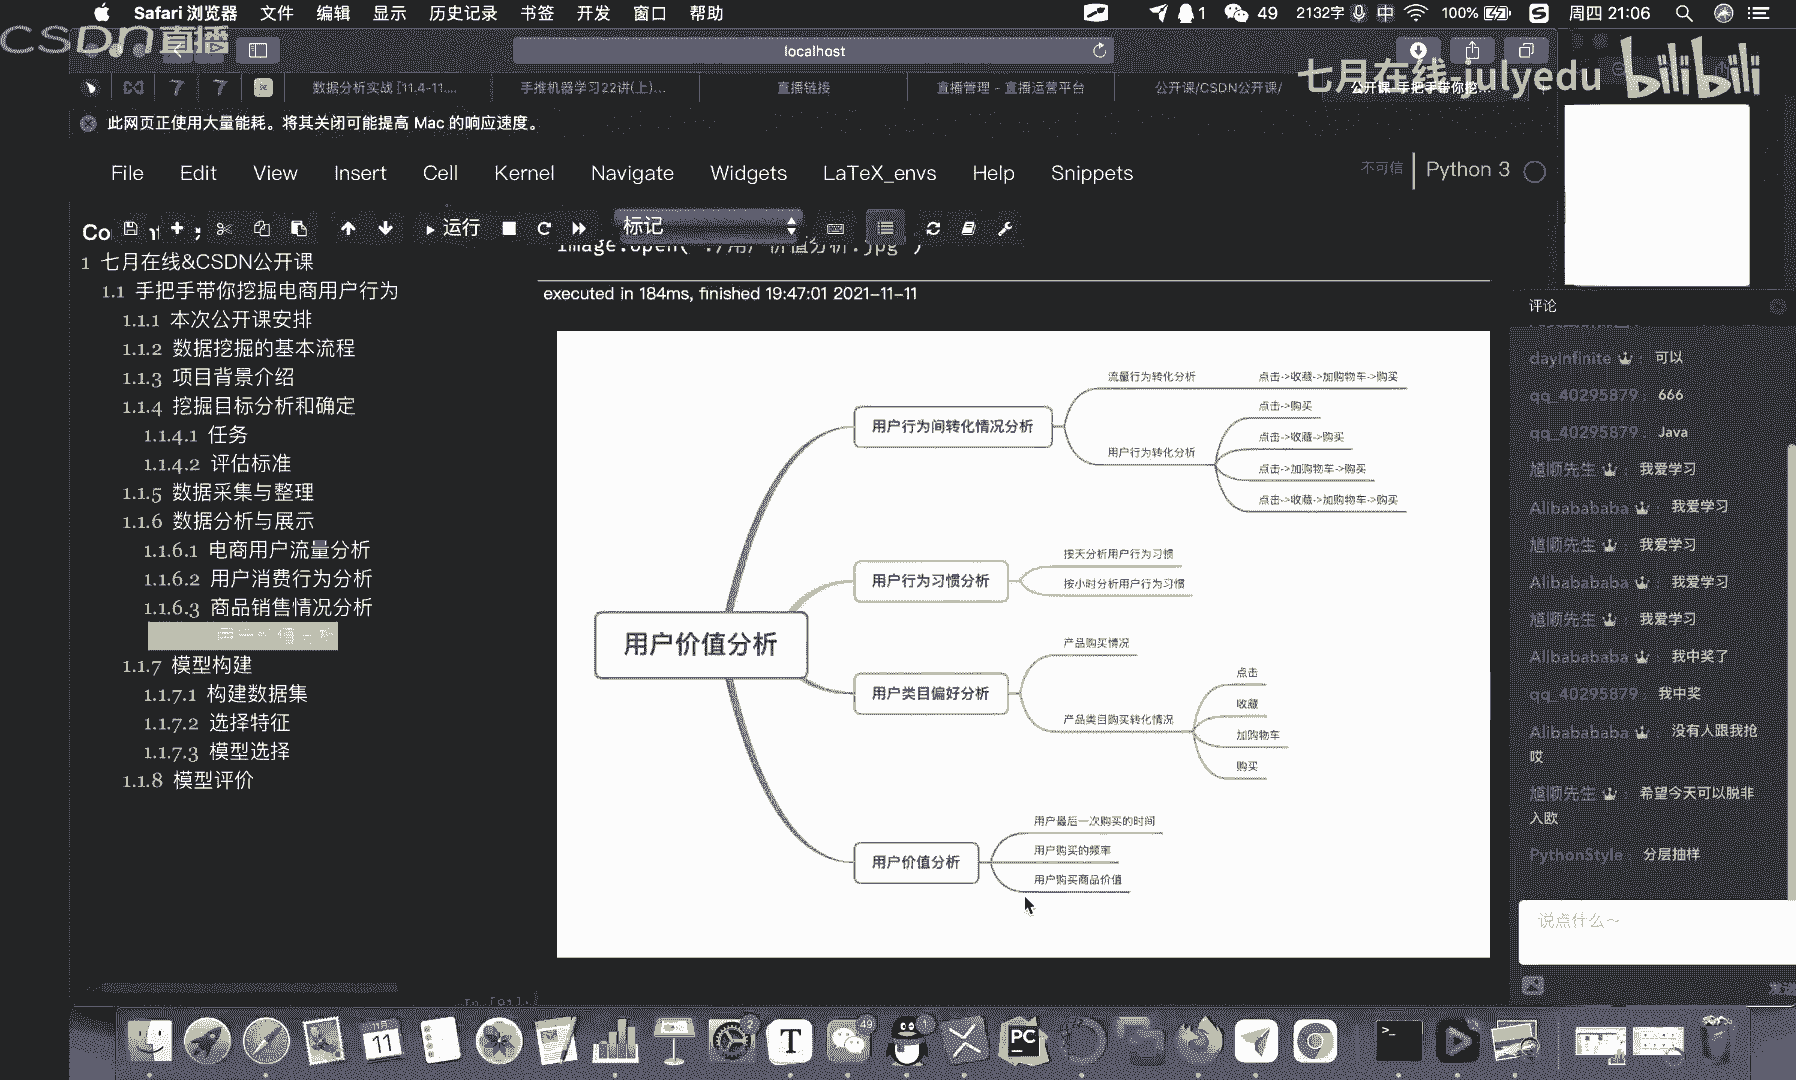 Safari 浏览器 文件 编辑 显示 历史记录 书签 开发 窗口 帮助
1 49 2132字 中 100% 周四 21:06
CSDn直播
localhost
七月在线-julyedu bilibili
数据分析实战 [11.4-11....
手推机器学习22讲(上)...
直播链接
直播管理 - 直播运营平台
公开课/CSDN公开课/
公开课-手把手带你挖...
此网页正使用大量能耗。将其关闭可能提高 Mac 的响应速度。
File Edit View Insert Cell Kernel Navigate Widgets LaTeX_envs Help Snippets
不可信 Python 3
运行 标记
1 七月在线&CSDN公开课
1.1 手把手带你挖掘电商用户行为
1.1.1 本次公开课安排
1.1.2 数据挖掘的基本流程
1.1.3 项目背景介绍
1.1.4 挖掘目标分析和确定
1.1.4.1 任务
1.1.4.2 评估标准
1.1.5 数据采集与整理
1.1.6 数据分析与展示
1.1.6.1 电商用户流量分析
1.1.6.2 用户消费行为分析
1.1.6.3 商品销售情况分析
1.1.7 模型构建
1.1.7.1 构建数据集
1.1.7.2 选择特征
1.1.7.3 模型选择
1.1.8 模型评价
Image.open("./用户价值分析.jpg")
executed in 184ms, finished 19:47:01 2021-11-11
用户价值分析
用户行为间转化情况分析
流量行为转化分析
点击->收藏->加购物车->购买
用户行为转化分析
点击->购买
点击->收藏->购买
点击->加购物车->购买
点击->收藏->加购物车->购买
用户行为习惯分析
按天分析用户行为习惯
按小时分析用户行为习惯
用户类目偏好分析
产品购买情况
产品类目购买转化情况
点击
收藏
加购物车
购买
用户价值分析
用户最后一次购买的时间
用户购买的频率
用户购买商品价值
评论
dayInfinite : 可以
qq_40295879 : 666
qq_40295879 : Java
尴顺先生 : 我爱学习
Alibabababa : 我爱学习
尴顺先生 : 我爱学习
Alibabababa : 我爱学习
尴顺先生 : 我爱学习
Alibabababa : 我中奖了
qq_40295879 : 我中奖
Alibabababa : 没有人跟我抢
哎
尴顺先生 : 希望今天可以脱非
入欧
PythonStyle : 分层抽样
说点什么~
11
49
1
2
T
PC